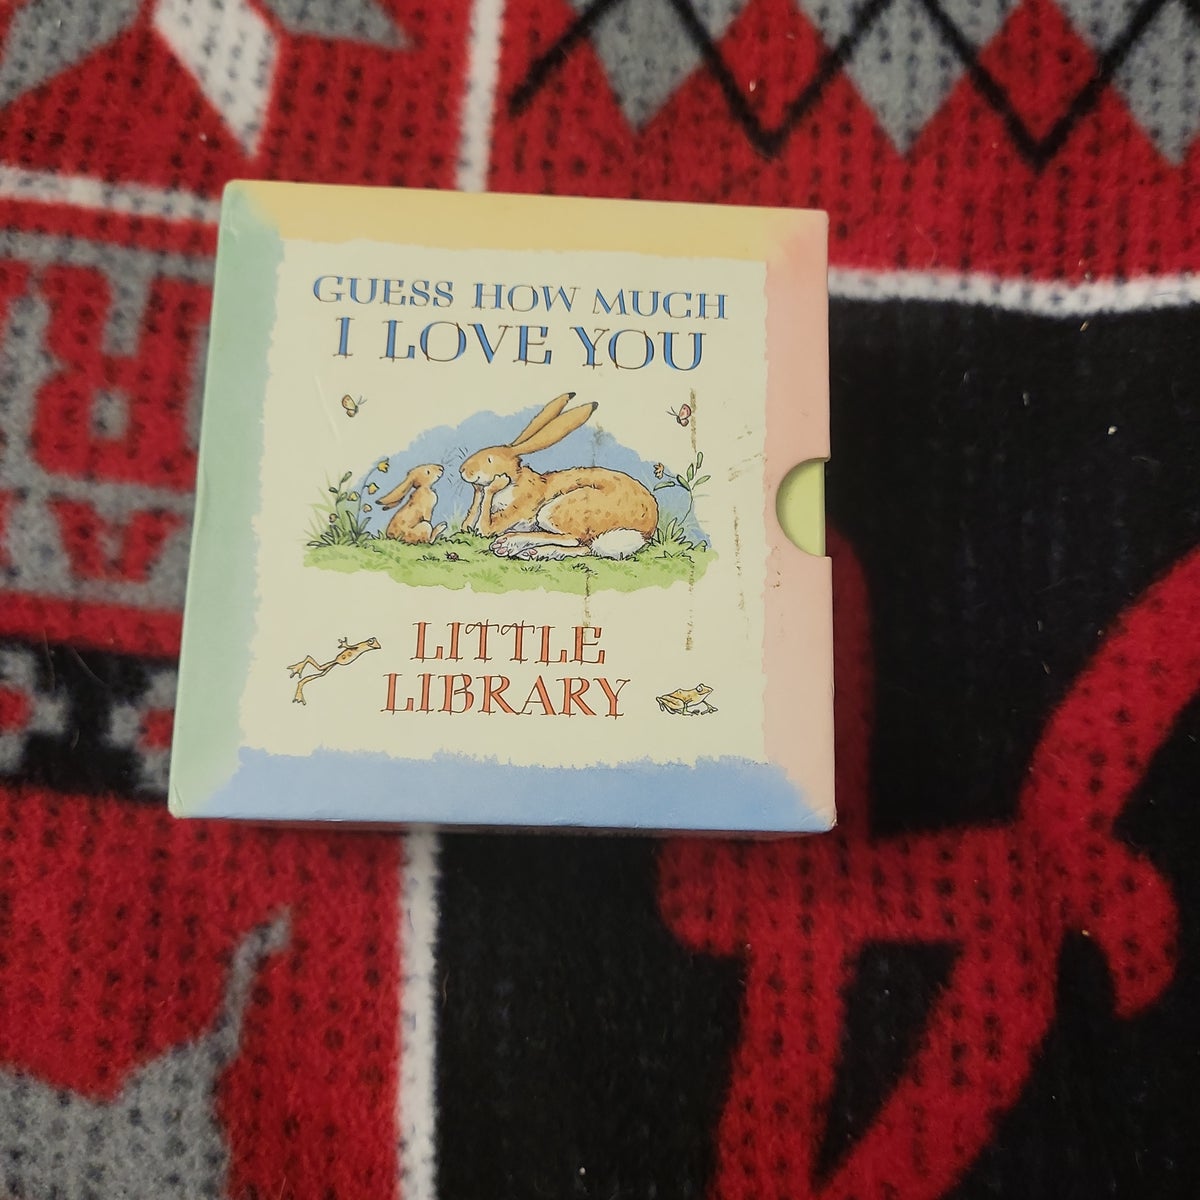 GUESS HOW MUCH
I LOVE YOU
LITTLE
LIBRARY